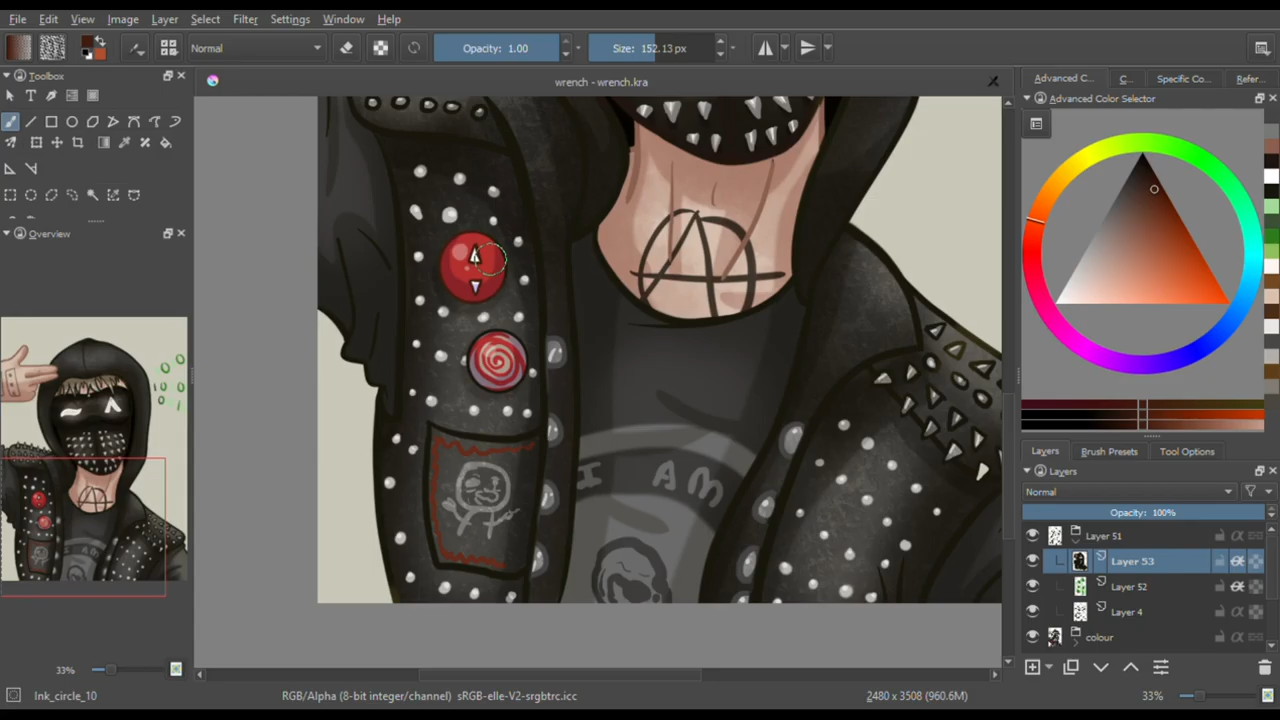 File Edit View Image Layer Select Filter Settings Window Help
Normal Opacity: 1.00 Size: 152.13 px
Toolbox
wrench - wrench.kra
Advanced C... C... Specific Co... Refer...
Advanced Color Selector
Overview
I AM
Layers Brush Presets Tool Options
Layers
Normal
Opacity: 100%
Layer 51
Layer 53
Layer 52
Layer 4
colour
33%
Ink_circle_10 RGB/Alpha (8-bit integer/channel) sRGB-elle-V2-srgbtrc.icc 2480 x 3508 (960.6M) 33%